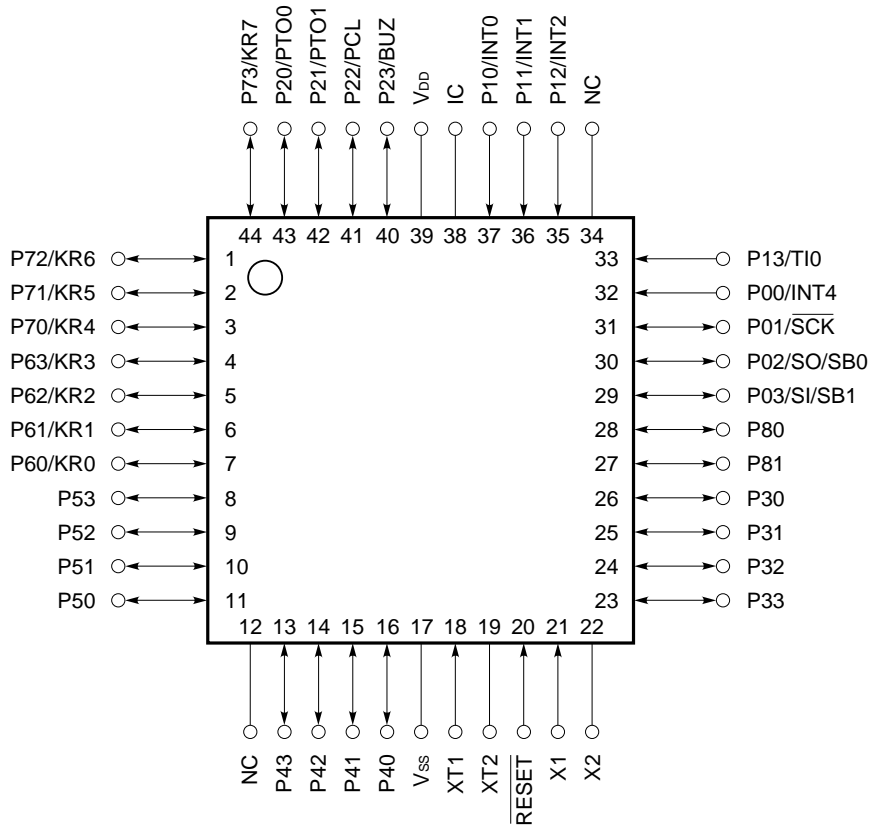 P73/KR7
P20/PTO0
P21/PTO1
P22/PCL
P23/BUZ
VDD
IC
P10/INT0
P11/INT1
P12/INT2
NC
44 43 42 41 40 39 38 37 36 35 34
P72/KR6 1
P71/KR5 2
P70/KR4 3
P63/KR3 4
P62/KR2 5
P61/KR1 6
P60/KR0 7
P53 8
P52 9
P51 10
P50 11
33 P13/TI0
32 P00/INT4
31 P01/S̅C̅K̅
30 P02/SO/SB0
29 P03/SI/SB1
28 P80
27 P81
26 P30
25 P31
24 P32
23 P33
12 13 14 15 16 17 18 19 20 21 22
NC
P43
P42
P41
P40
VSS
XT1
XT2
R̅E̅S̅E̅T̅
X1
X2